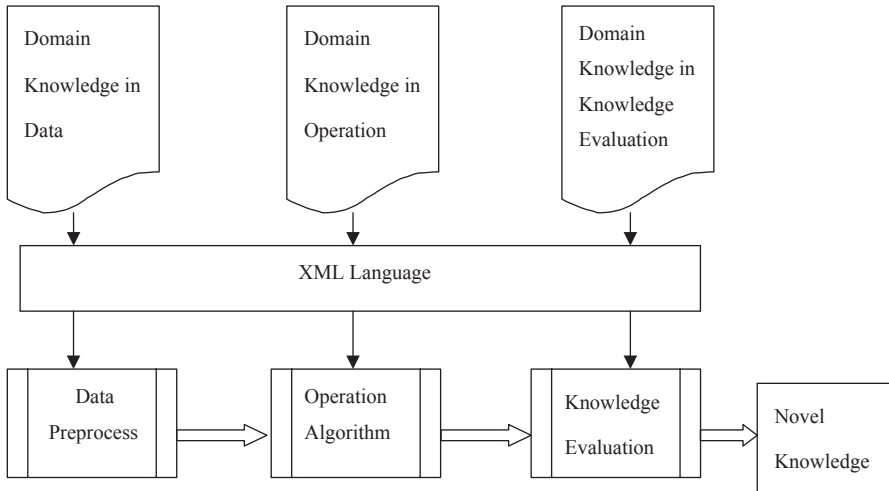 Domain
Knowledge in
Data
Domain
Knowledge in
Operation
Domain
Knowledge in
Knowledge
Evaluation
XML Language
Data
Preprocess
Operation
Algorithm
Knowledge
Evaluation
Novel
Knowledge